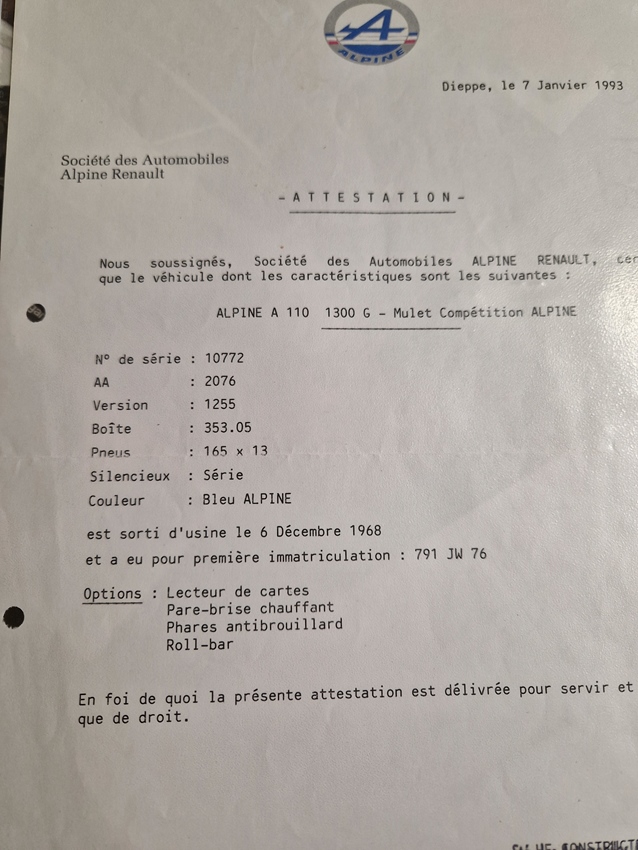 ALPINE
Dieppe, le 7 Janvier 1993
Société des Automobiles
Alpine Renault
- A T T E S T A T I O N -
Nous soussignés, Société des Automobiles ALPINE RENAULT, cer
que le véhicule dont les caractéristiques sont les suivantes :
ALPINE A 110 1300 G - Mulet Compétition ALPINE
N° de série : 10772
AA : 2076
Version : 1255
Boîte : 353.05
Pneus : 165 x 13
Silencieux : Série
Couleur : Bleu ALPINE
est sorti d'usine le 6 Décembre 1968
et a eu pour première immatriculation : 791 JW 76
Options : Lecteur de cartes
Pare-brise chauffant
Phares antibrouillard
Roll-bar
En foi de quoi la présente attestation est délivrée pour servir et
que de droit.